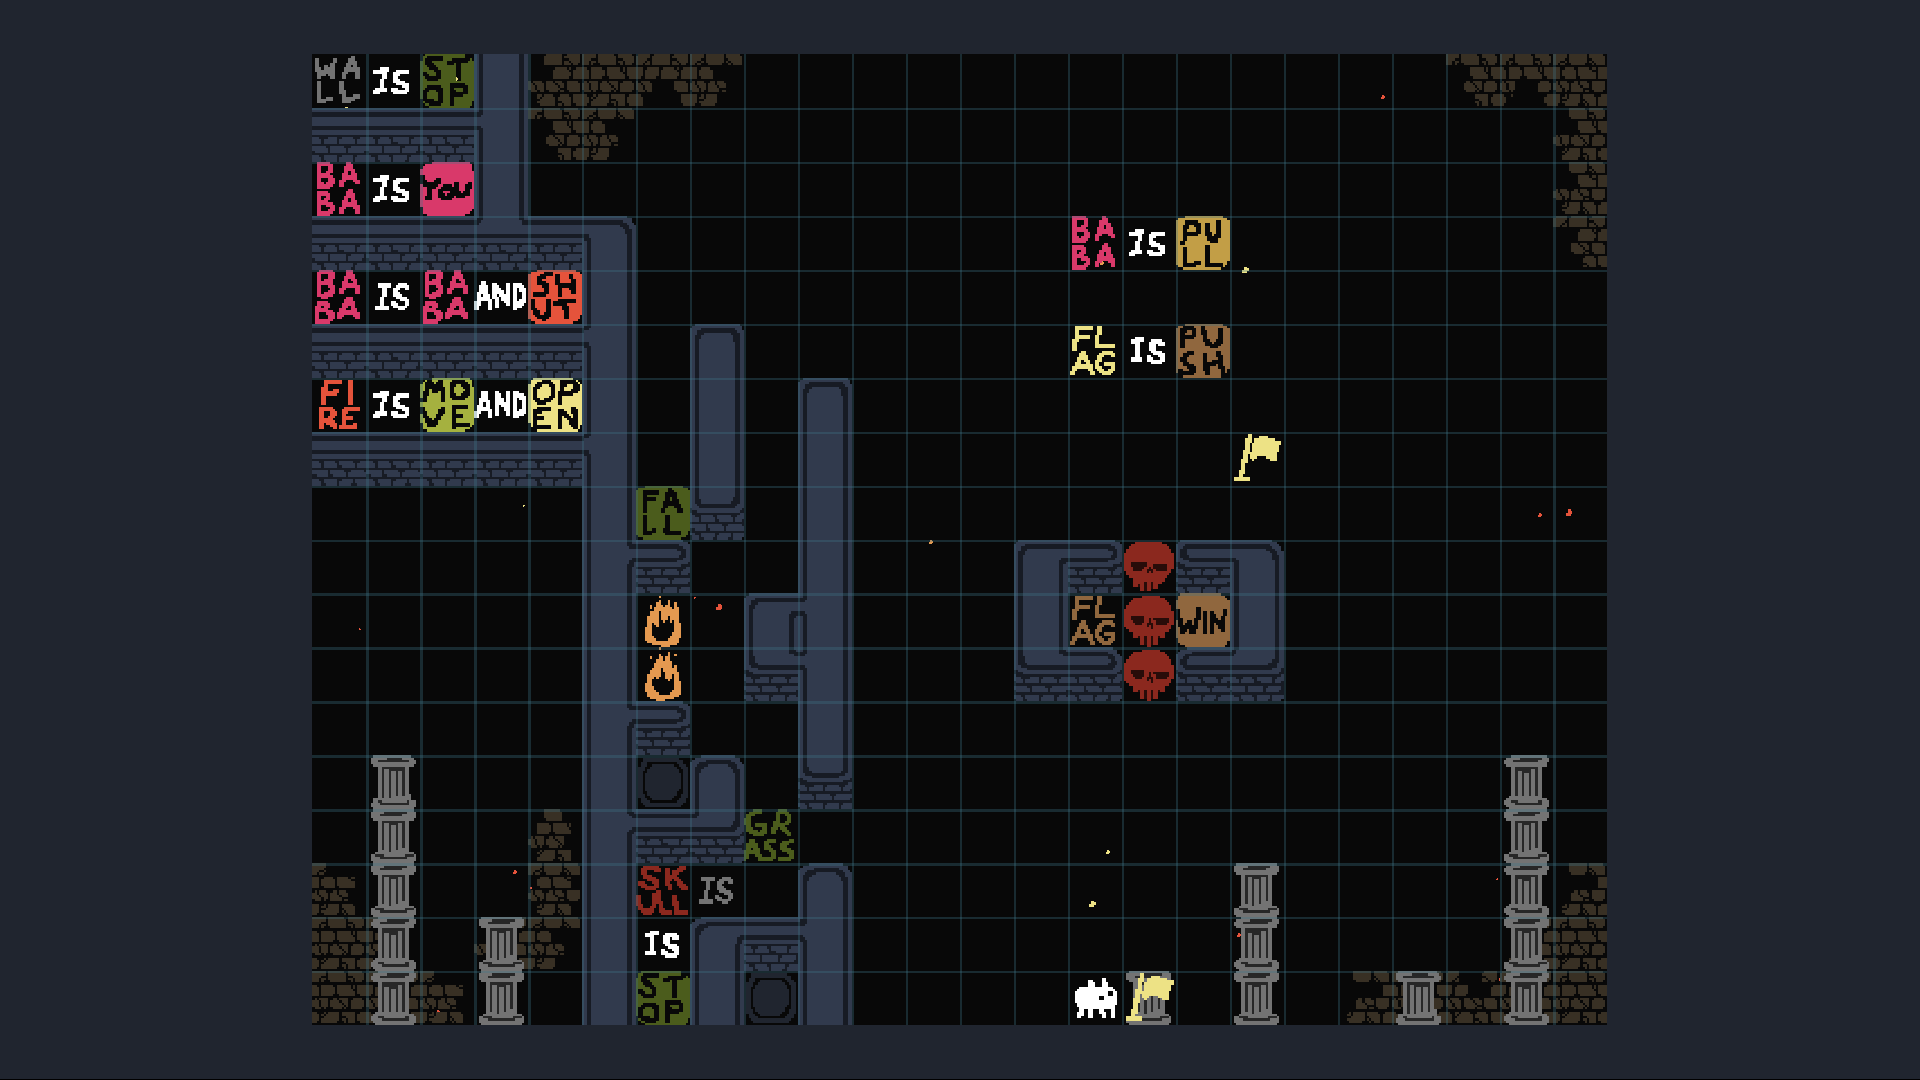 WALL IS STOP
BABA IS YOU
BABA IS PULL
BABA IS BABA AND SHUT
FLAG IS PUSH
FIRE IS MOVE AND OPEN
FALL
FLAG WIN
GRASS
SKULL IS
IS
STOP